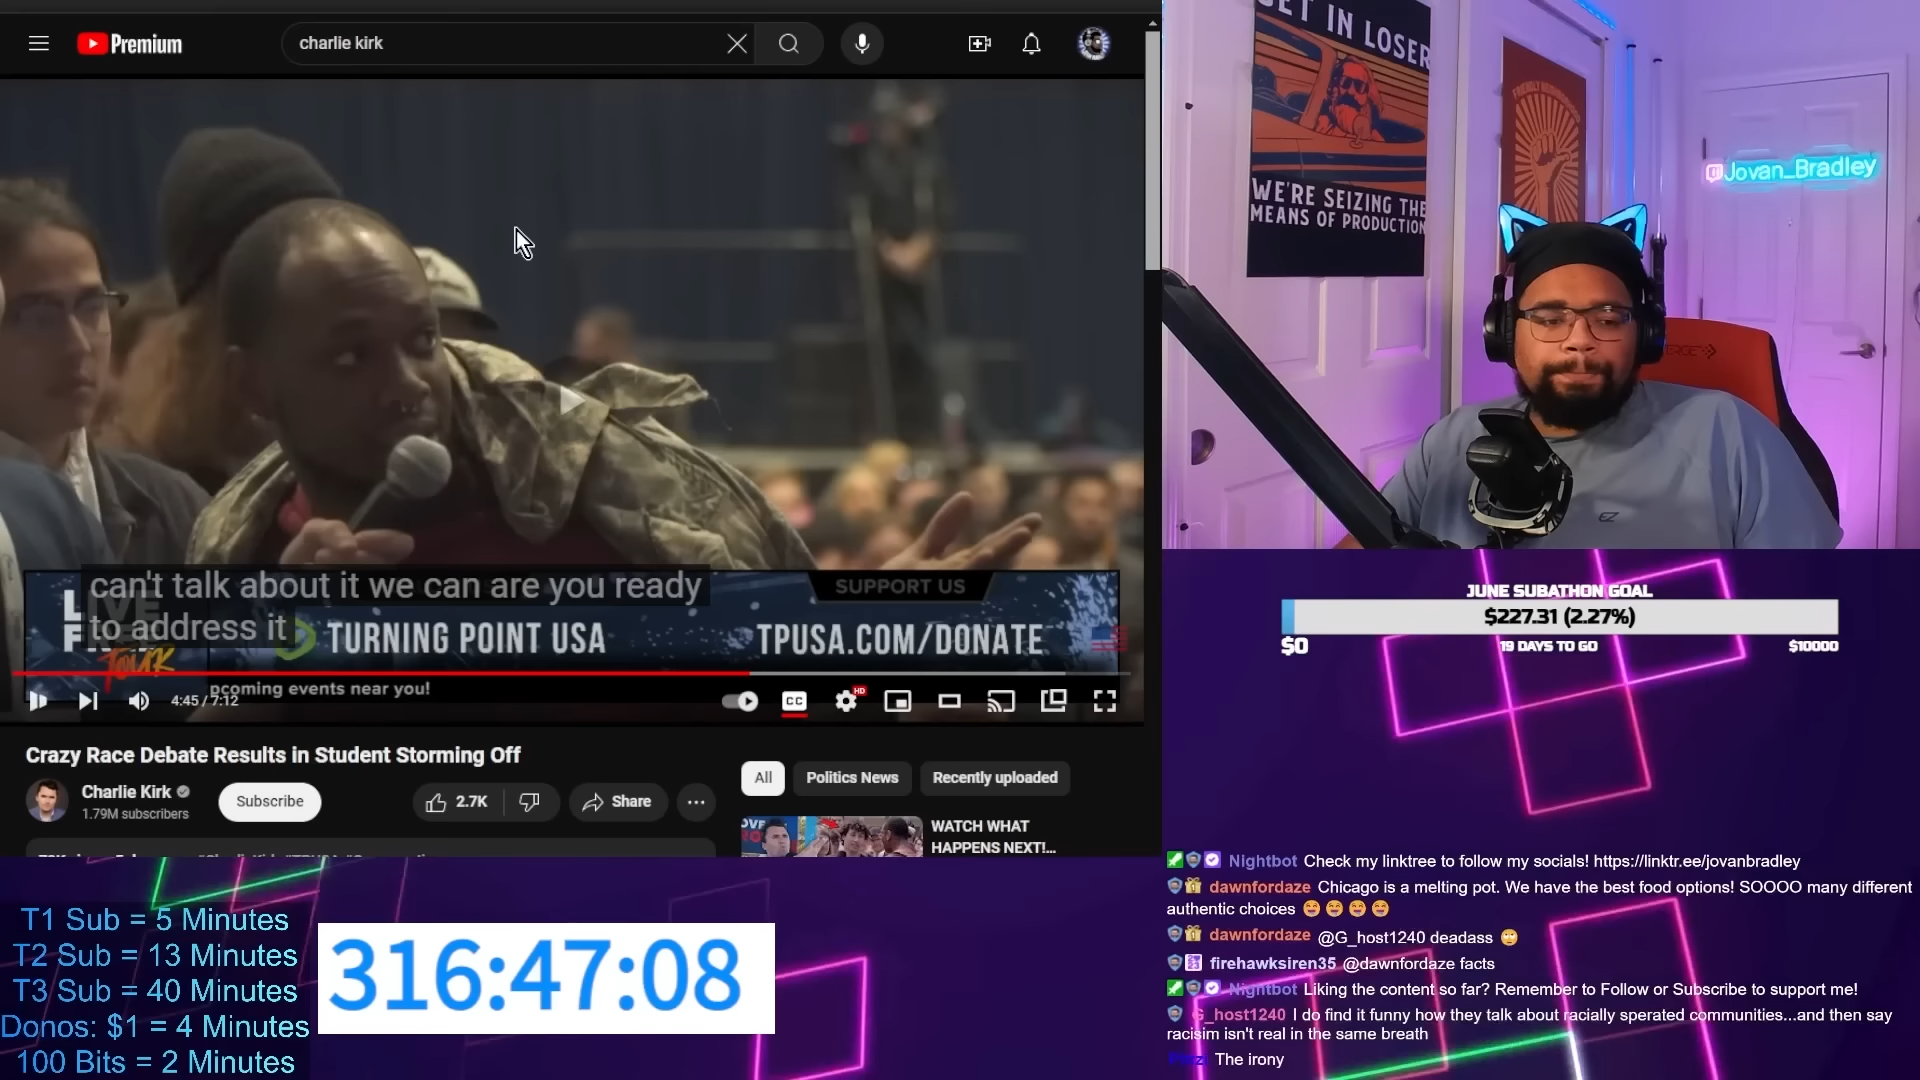 Premium
charlie kirk
can't talk about it we can are you ready
to address it
SUPPORT US
TURNING POINT USA
TPUSA.COM/DONATE
pcoming events near you!
4:45 / 7:12
CC
HD
Crazy Race Debate Results in Student Storming Off
Charlie Kirk
1.79M subscribers
Subscribe
2.7K
Share
All
Politics News
Recently uploaded
WATCH WHAT
HAPPENS NEXT!...
T1 Sub = 5 Minutes
T2 Sub = 13 Minutes
T3 Sub = 40 Minutes
Donos: $1 = 4 Minutes
100 Bits = 2 Minutes
316:47:08
GET IN LOSER
WE'RE SEIZING THE
MEANS OF PRODUCTION
Jovan_Bradley
JUNE SUBATHON GOAL
$227.31 (2.27%)
$0
19 DAYS TO GO
$10000
Nightbot Check my linktree to follow my socials! https://linktr.ee/jovanbradley
dawnfordaze Chicago is a melting pot. We have the best food options! SOOOO many different
authentic choices 😄 😄 😄 😄
dawnfordaze @G_host1240 deadass 🙄
firehawksiren35 @dawnfordaze facts
Nightbot Liking the content so far? Remember to Follow or Subscribe to support me!
G_host1240 I do find it funny how they talk about racially sperated communities...and then say
racisim isn't real in the same breath
The irony